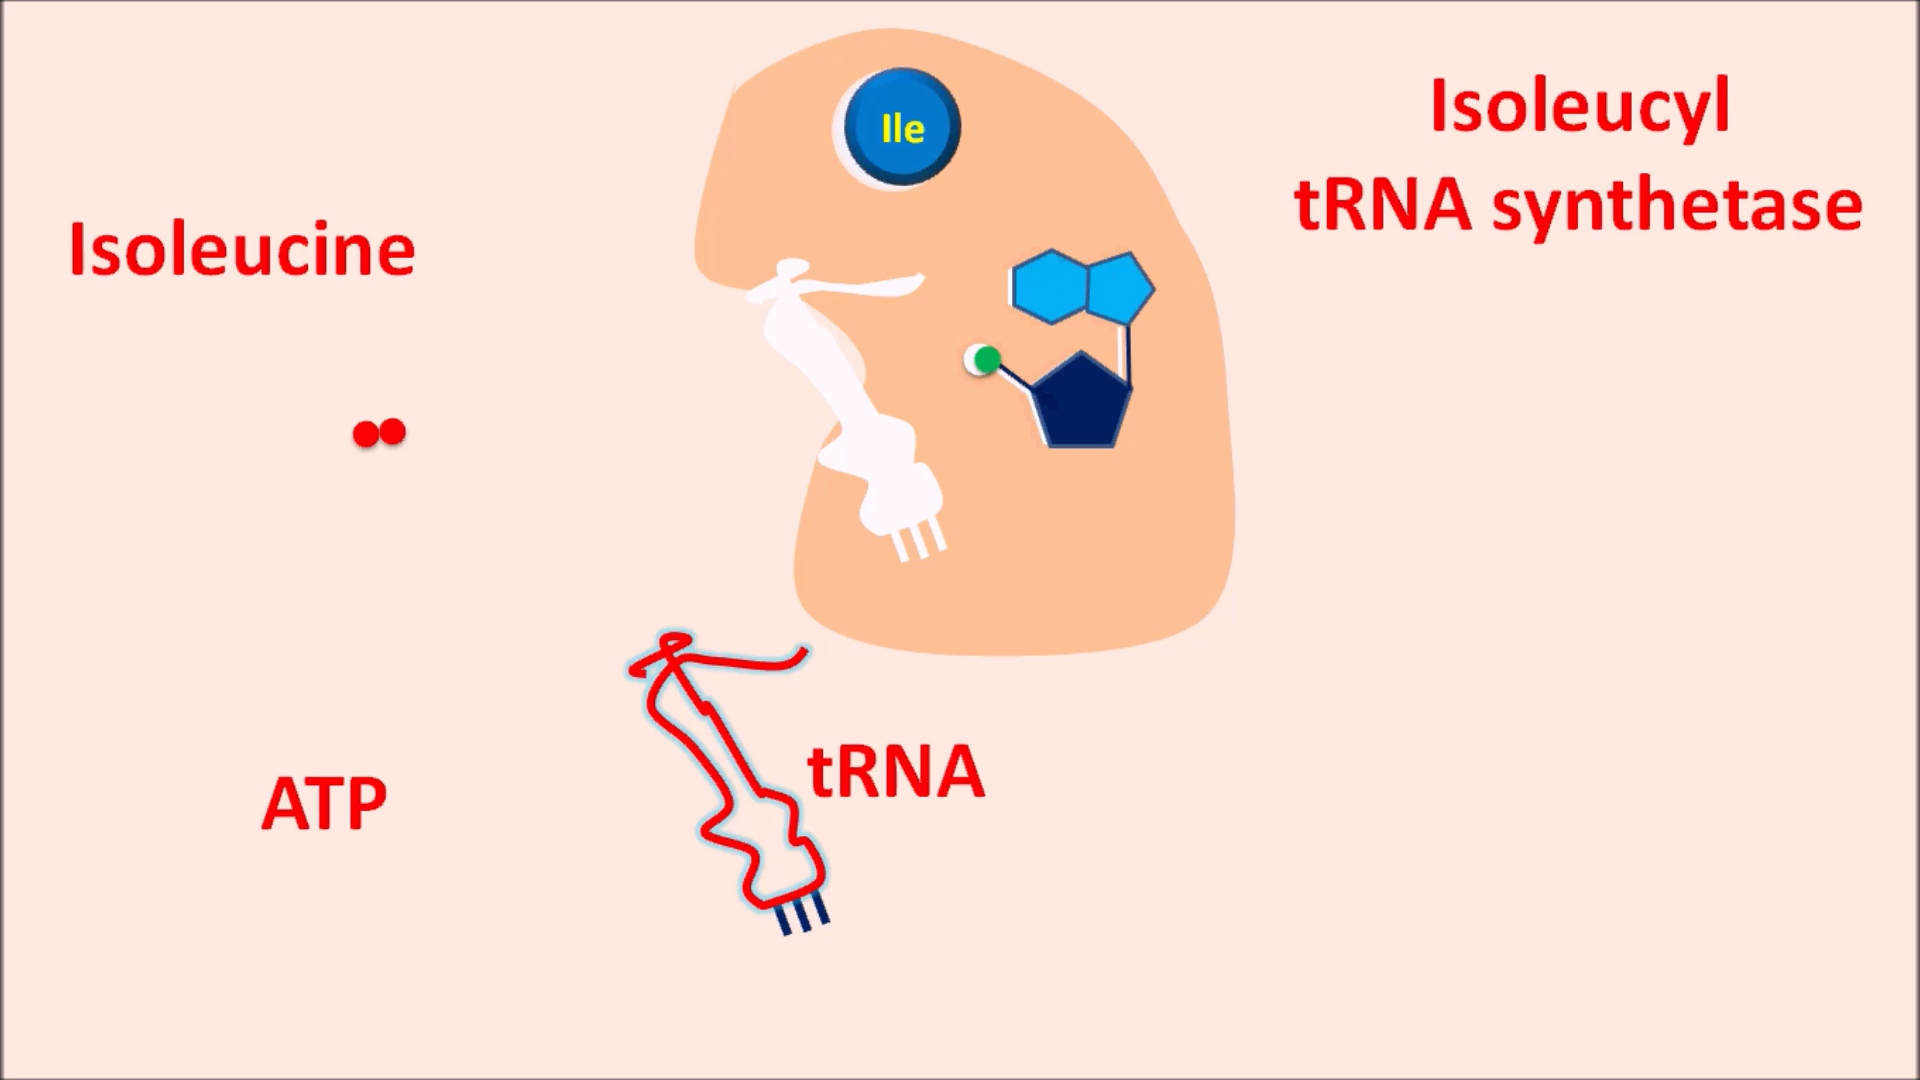 Ile
Isoleucyl
tRNA synthetase
Isoleucine
tRNA
ATP